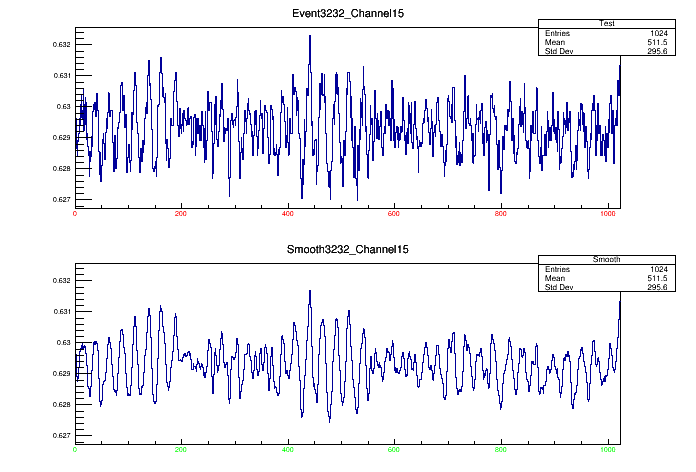 Event3232_Channel15
Test
Entries 1024
Mean 511.5
Std Dev 295.6
0.632
0.631
0.63
0.629
0.628
0.627
0 200 400 600 800 1000
Smooth3232_Channel15
Smooth
Entries 1024
Mean 511.5
Std Dev 295.6
0.632
0.631
0.63
0.629
0.628
0.627
0 200 400 600 800 1000